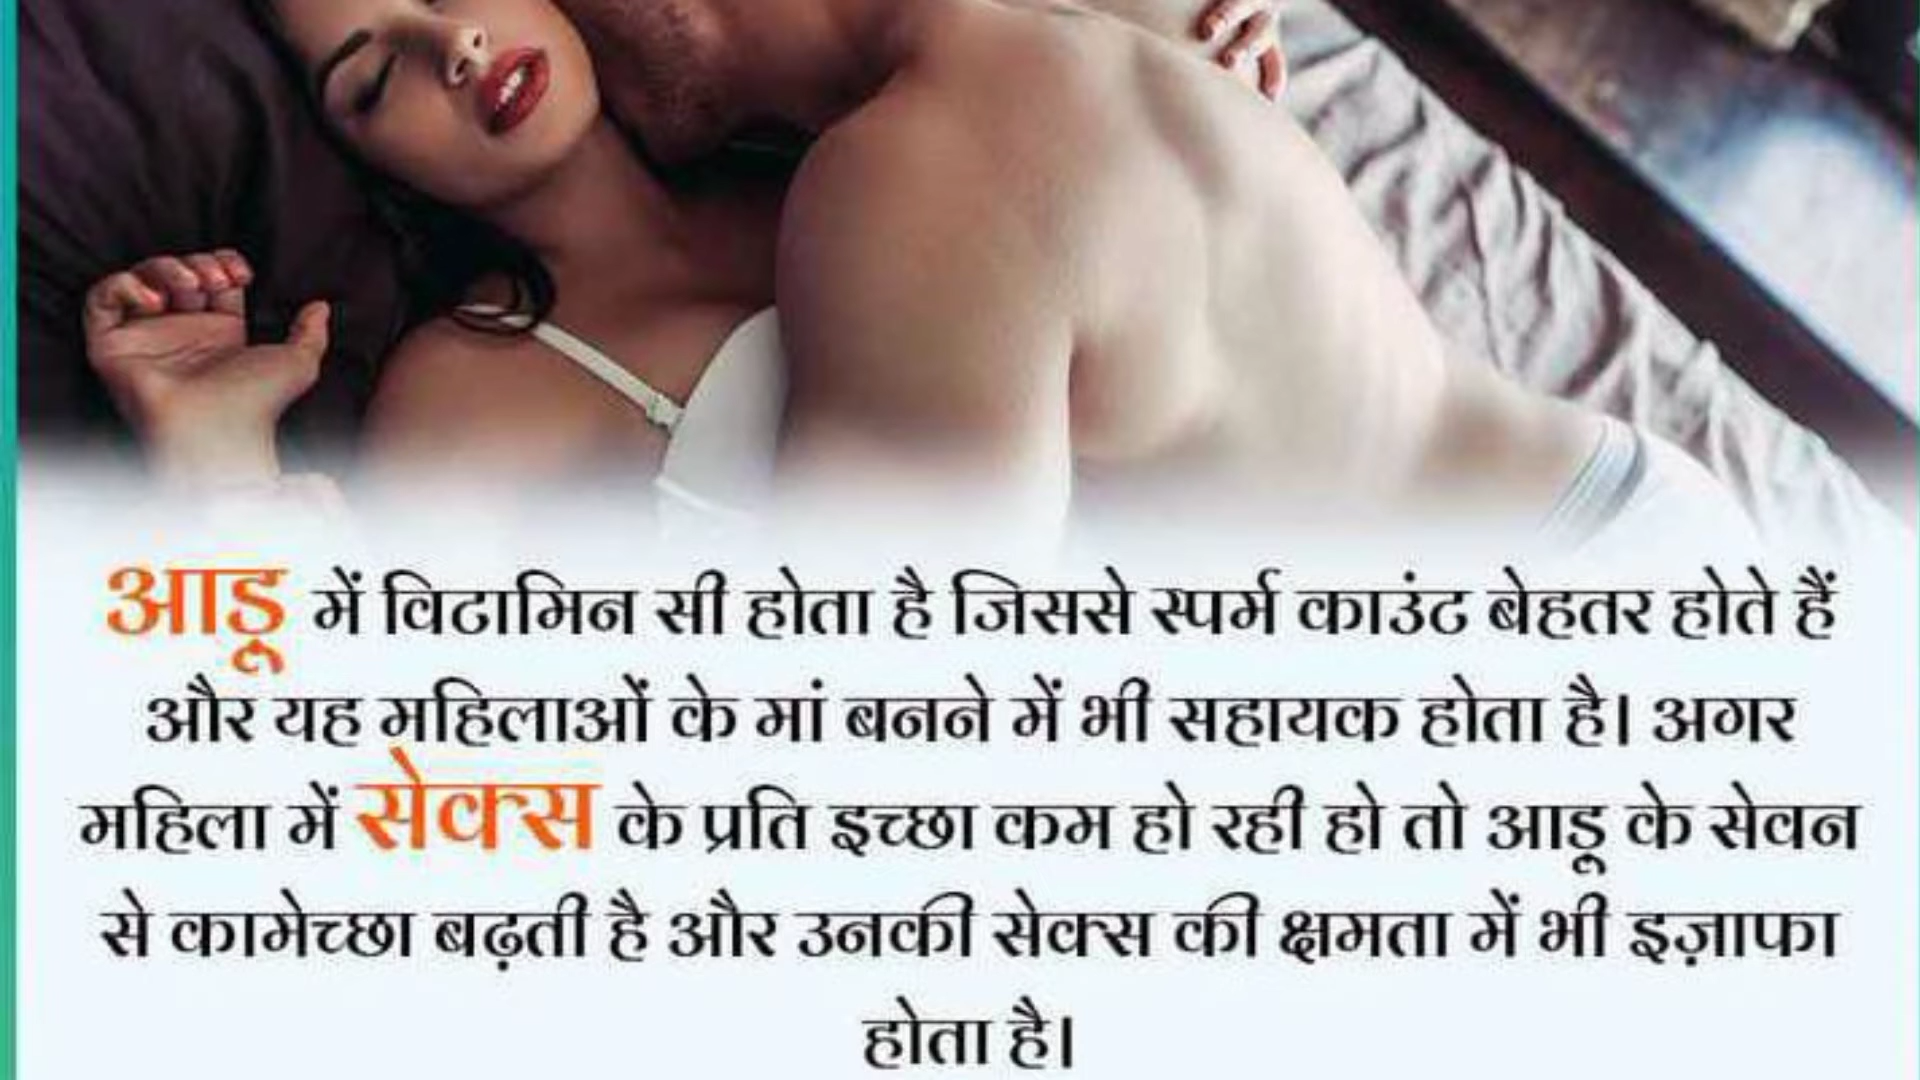 आडू में विटामिन सी होता है जिससे स्पर्म काउंट बेहतर होते हैं
और यह महिलाओं के मां बनने में भी सहायक होता है। अगर
महिला में सेक्स के प्रति इच्छा कम हो रही हो तो आडू के सेवन
से कामेच्छा बढ़ती है और उनकी सेक्स की क्षमता में भी इज़ाफा
होता है।